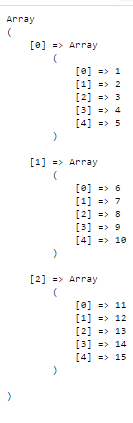 Array
(
    [0] => Array
        (
            [0] => 1
            [1] => 2
            [2] => 3
            [3] => 4
            [4] => 5
        )

    [1] => Array
        (
            [0] => 6
            [1] => 7
            [2] => 8
            [3] => 9
            [4] => 10
        )

    [2] => Array
        (
            [0] => 11
            [1] => 12
            [2] => 13
            [3] => 14
            [4] => 15
        )

)